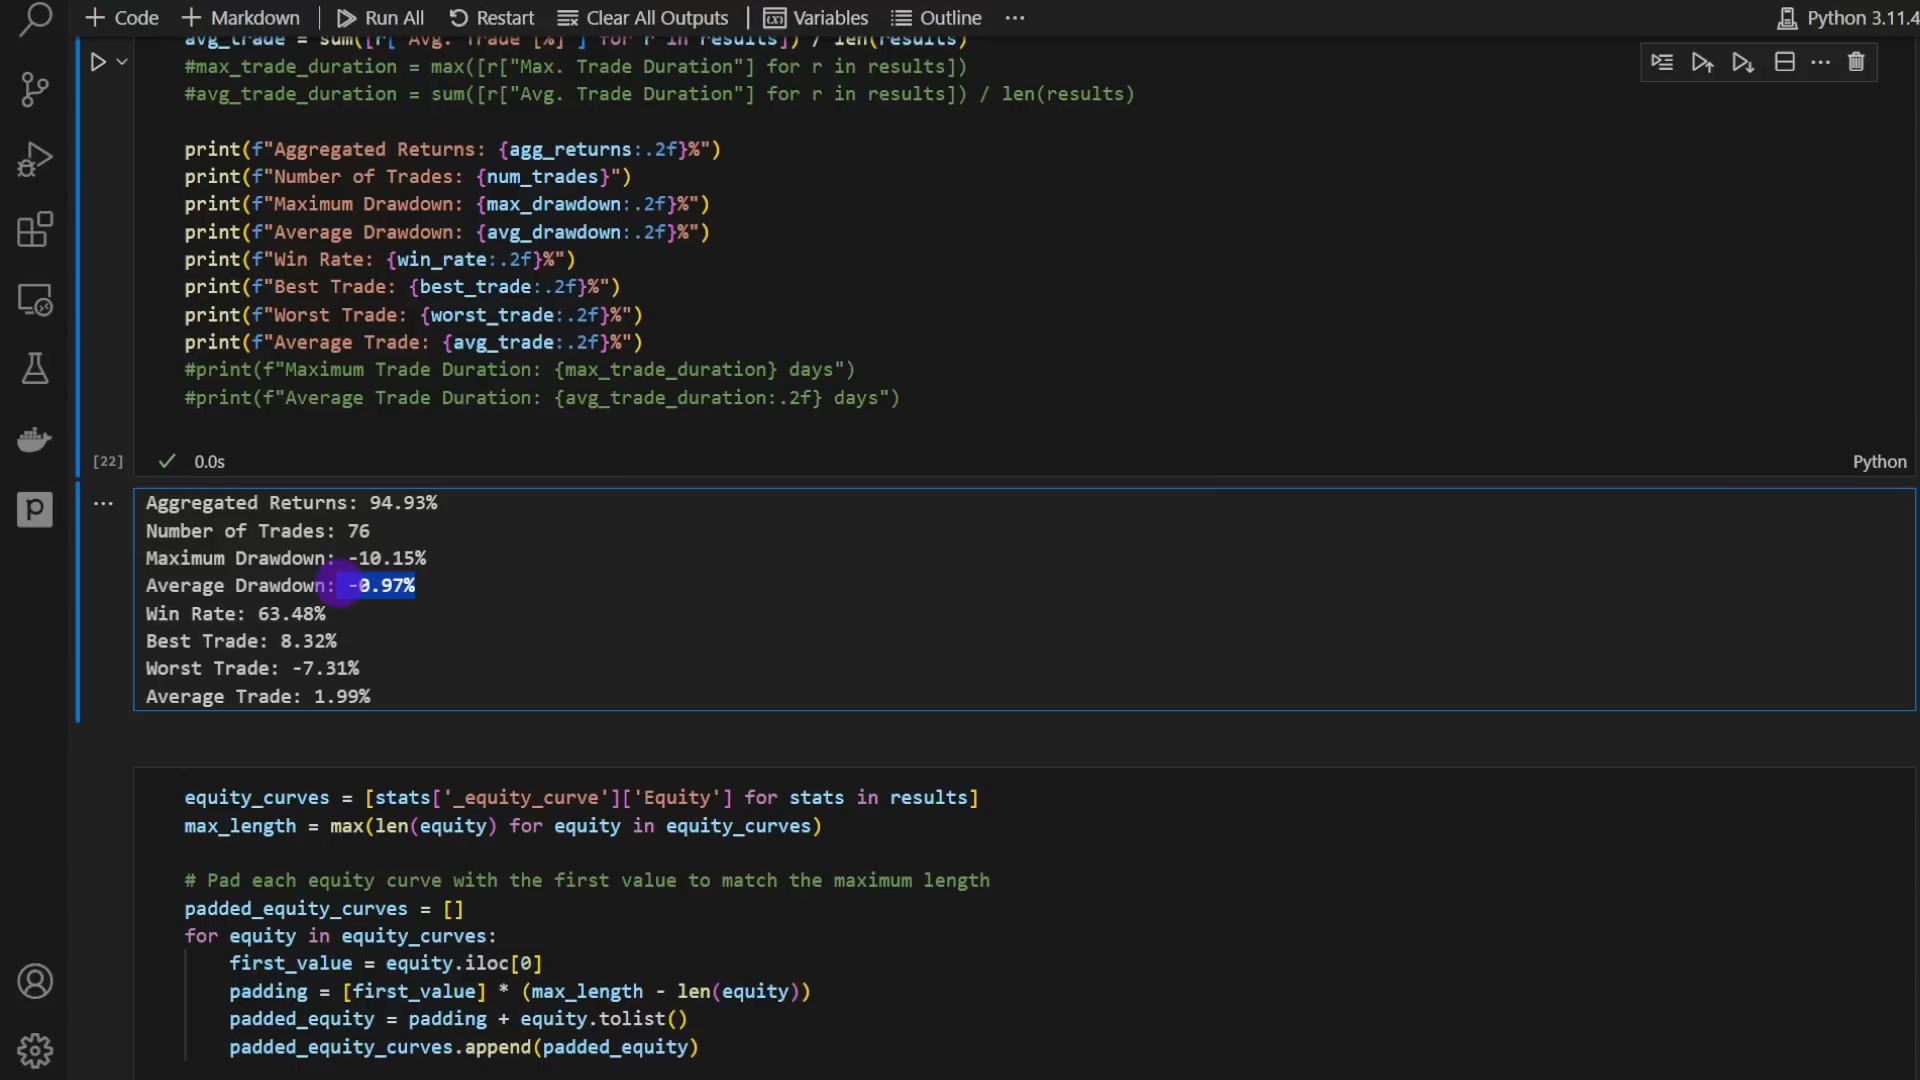 Code Markdown Run All Restart Clear All Outputs Variables Outline ... Python 3.11.4
avg_trade = sum([r["Avg. Trade [%]"] for r in results]) / len(results)
#max_trade_duration = max([r["Max. Trade Duration"] for r in results])
#avg_trade_duration = sum([r["Avg. Trade Duration"] for r in results]) / len(results)
print(f"Aggregated Returns: {agg_returns:.2f}%")
print(f"Number of Trades: {num_trades}")
print(f"Maximum Drawdown: {max_drawdown:.2f}%")
print(f"Average Drawdown: {avg_drawdown:.2f}%")
print(f"Win Rate: {win_rate:.2f}%")
print(f"Best Trade: {best_trade:.2f}%")
print(f"Worst Trade: {worst_trade:.2f}%")
print(f"Average Trade: {avg_trade:.2f}%")
#print(f"Maximum Trade Duration: {max_trade_duration} days")
#print(f"Average Trade Duration: {avg_trade_duration:.2f} days")
[22] 0.0s Python
Aggregated Returns: 94.93%
Number of Trades: 76
Maximum Drawdown: -10.15%
Average Drawdown: -0.97%
Win Rate: 63.48%
Best Trade: 8.32%
Worst Trade: -7.31%
Average Trade: 1.99%
equity_curves = [stats['_equity_curve']['Equity'] for stats in results]
max_length = max(len(equity) for equity in equity_curves)
# Pad each equity curve with the first value to match the maximum length
padded_equity_curves = []
for equity in equity_curves:
    first_value = equity.iloc[0]
    padding = [first_value] * (max_length - len(equity))
    padded_equity = padding + equity.tolist()
    padded_equity_curves.append(padded_equity)